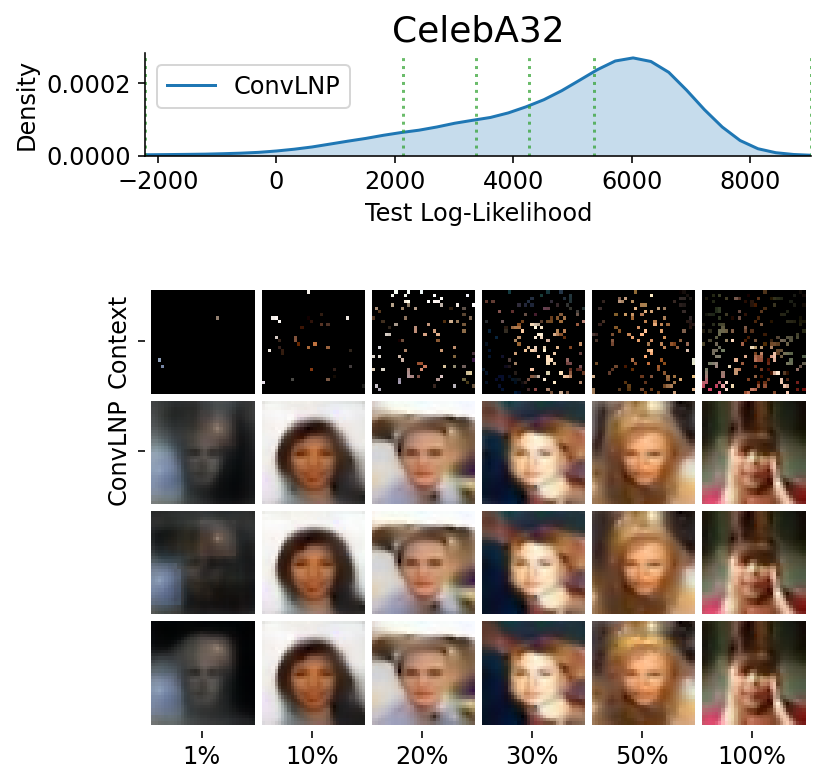 CelebA32
Density
0.0002
0.0000
ConvLNP
−2000 0 2000 4000 6000 8000
Test Log-Likelihood
Context
ConvLNP
1% 10% 20% 30% 50% 100%